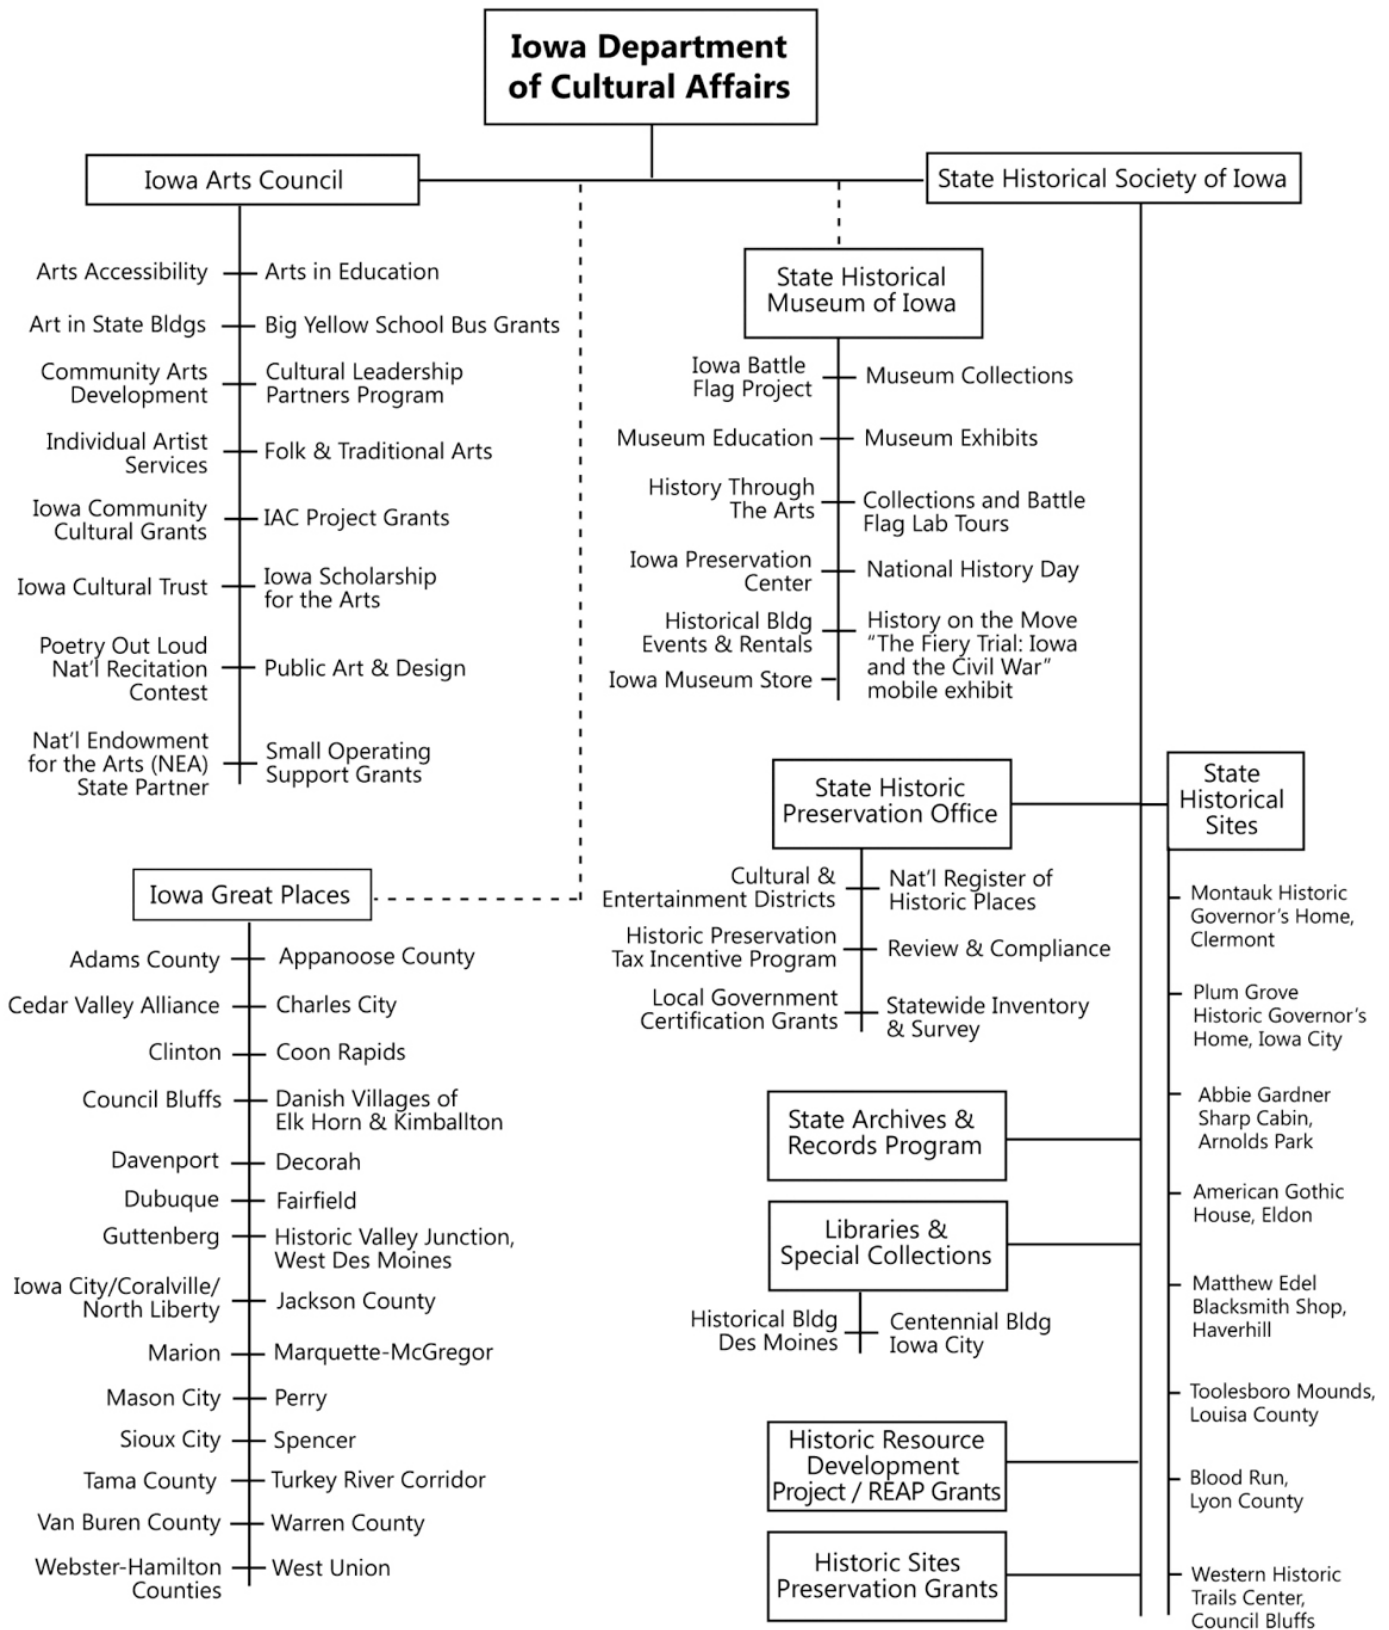 Iowa Department
of Cultural Affairs
Iowa Arts Council
Arts Accessibility
Arts in Education
Art in State Bldgs
Big Yellow School Bus Grants
Community Arts
Development
Cultural Leadership
Partners Program
Individual Artist
Services
Folk & Traditional Arts
Iowa Community
Cultural Grants
IAC Project Grants
Iowa Cultural Trust
Iowa Scholarship
for the Arts
Poetry Out Loud
Nat'l Recitation
Contest
Public Art & Design
Nat'l Endowment
for the Arts (NEA)
State Partner
Small Operating
Support Grants
Iowa Great Places
Adams County
Appanoose County
Cedar Valley Alliance
Charles City
Clinton
Coon Rapids
Council Bluffs
Danish Villages of
Elk Horn & Kimballton
Davenport
Decorah
Dubuque
Fairfield
Guttenberg
Historic Valley Junction,
West Des Moines
Iowa City/Coralville/
North Liberty
Jackson County
Marion
Marquette-McGregor
Mason City
Perry
Sioux City
Spencer
Tama County
Turkey River Corridor
Van Buren County
Warren County
Webster-Hamilton
Counties
West Union
State Historical Society of Iowa
State Historical
Museum of Iowa
Iowa Battle
Flag Project
Museum Collections
Museum Education
Museum Exhibits
History Through
The Arts
Collections and Battle
Flag Lab Tours
Iowa Preservation
Center
National History Day
Historical Bldg
Events & Rentals
History on the Move
"The Fiery Trial: Iowa
and the Civil War"
mobile exhibit
Iowa Museum Store
State Historic
Preservation Office
Cultural &
Entertainment Districts
Nat'l Register of
Historic Places
Historic Preservation
Tax Incentive Program
Review & Compliance
Local Government
Certification Grants
Statewide Inventory
& Survey
State Archives &
Records Program
Libraries &
Special Collections
Historical Bldg
Des Moines
Centennial Bldg
Iowa City
Historic Resource
Development
Project / REAP Grants
Historic Sites
Preservation Grants
State
Historical
Sites
Montauk Historic
Governor's Home,
Clermont
Plum Grove
Historic Governor's
Home, Iowa City
Abbie Gardner
Sharp Cabin,
Arnolds Park
American Gothic
House, Eldon
Matthew Edel
Blacksmith Shop,
Haverhill
Toolesboro Mounds,
Louisa County
Blood Run,
Lyon County
Western Historic
Trails Center,
Council Bluffs